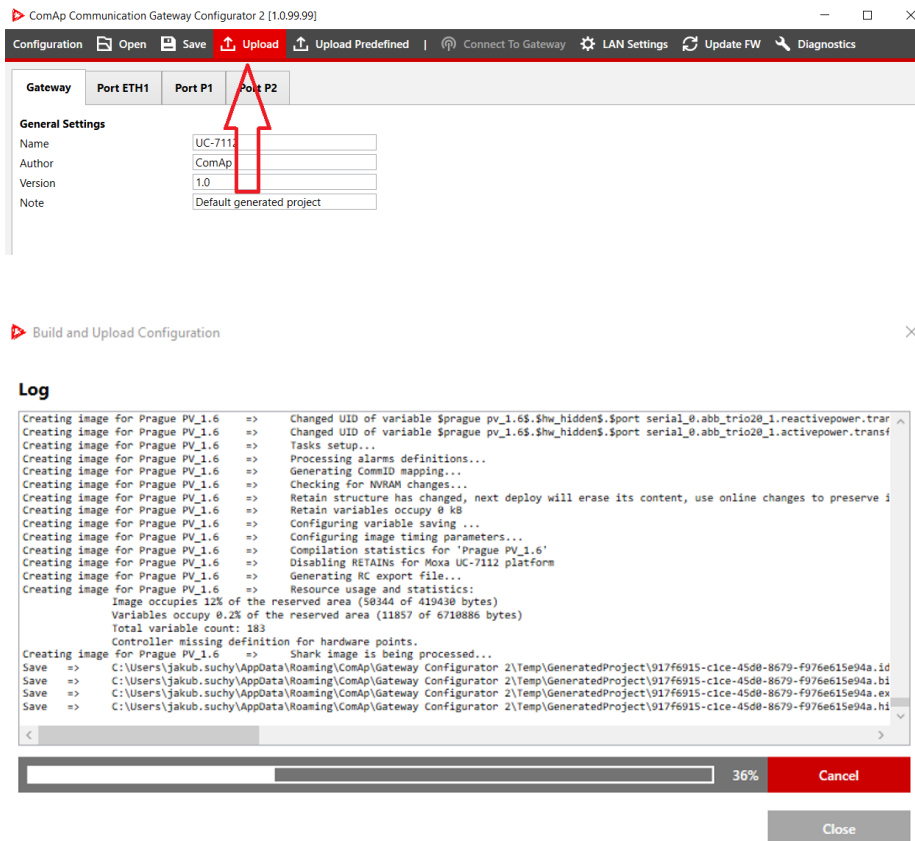 ComAp Communication Gateway Configurator 2 [1.0.99.99]
Configuration Open Save Upload Upload Predefined | Connect To Gateway LAN Settings Update FW Diagnostics
Gateway Port ETH1 Port P1 Port P2
General Settings
Name UC-7112
Author ComAp
Version 1.0
Note Default generated project
Build and Upload Configuration
Log
Creating image for Prague PV_1.6 => Changed UID of variable $prague pv_1.6$.$hw_hidden$.$port serial_0.abb_trio20_1.reactivepower.trar
Creating image for Prague PV_1.6 => Changed UID of variable $prague pv_1.6$.$hw_hidden$.$port serial_0.abb_trio20_1.activepower.transf
Creating image for Prague PV_1.6 => Tasks setup...
Creating image for Prague PV_1.6 => Processing alarms definitions...
Creating image for Prague PV_1.6 => Generating CommID mapping...
Creating image for Prague PV_1.6 => Checking for NVRAM changes...
Creating image for Prague PV_1.6 => Retain structure has changed, next deploy will erase its content, use online changes to preserve i
Creating image for Prague PV_1.6 => Retain variables occupy 0 kB
Creating image for Prague PV_1.6 => Configuring variable saving ...
Creating image for Prague PV_1.6 => Configuring image timing parameters...
Creating image for Prague PV_1.6 => Compilation statistics for 'Prague PV_1.6'
Creating image for Prague PV_1.6 => Disabling RETAINs for Moxa UC-7112 platform
Creating image for Prague PV_1.6 => Generating RC export file...
Creating image for Prague PV_1.6 => Resource usage and statistics:
Image occupies 12% of the reserved area (50344 of 419430 bytes)
Variables occupy 0.2% of the reserved area (11857 of 6710886 bytes)
Total variable count: 183
Controller missing definition for hardware points.
Creating image for Prague PV_1.6 => Shark image is being processed...
Save => C:\Users\jakub.suchy\AppData\Roaming\ComAp\Gateway Configurator 2\Temp\GeneratedProject\917f6915-c1ce-45d0-8679-f976e615e94a.id
Save => C:\Users\jakub.suchy\AppData\Roaming\ComAp\Gateway Configurator 2\Temp\GeneratedProject\917f6915-c1ce-45d0-8679-f976e615e94a.bi
Save => C:\Users\jakub.suchy\AppData\Roaming\ComAp\Gateway Configurator 2\Temp\GeneratedProject\917f6915-c1ce-45d0-8679-f976e615e94a.ex
Save => C:\Users\jakub.suchy\AppData\Roaming\ComAp\Gateway Configurator 2\Temp\GeneratedProject\917f6915-c1ce-45d0-8679-f976e615e94a.hi
36% Cancel
Close